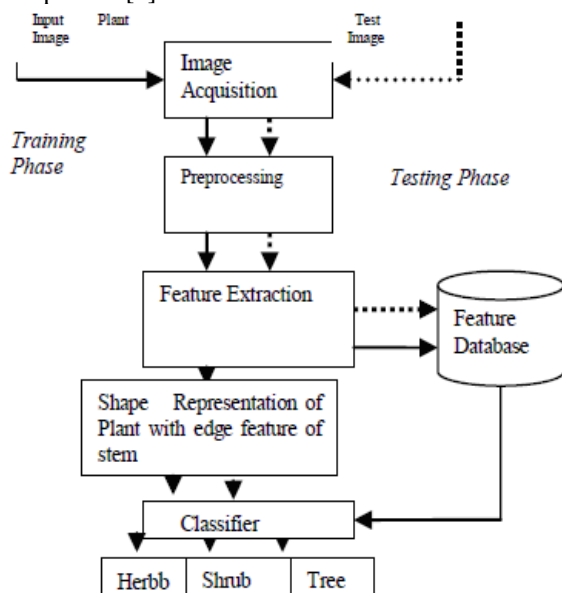 Input Plant
Image
Test
Image
Image
Acquisition
Training
Phase
Preprocessing
Testing Phase
Feature Extraction
Feature
Database
Shape Representation of
Plant with edge feature of
stem
Classifier
Herbb Shrub Tree